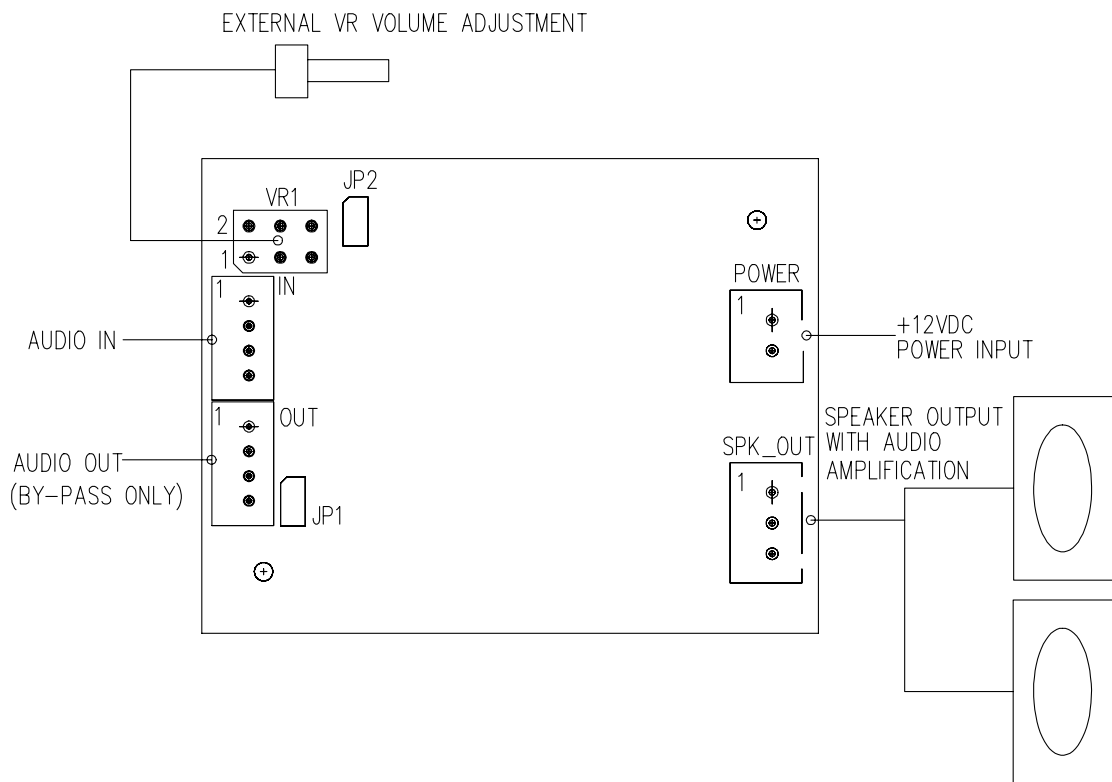 EXTERNAL VR VOLUME ADJUSTMENT
JP2
VR1
2
1
IN
1
AUDIO IN
POWER
1
+12VDC
POWER INPUT
OUT
1
AUDIO OUT
(BY-PASS ONLY)
JP1
SPK_OUT
1
SPEAKER OUTPUT
WITH AUDIO
AMPLIFICATION